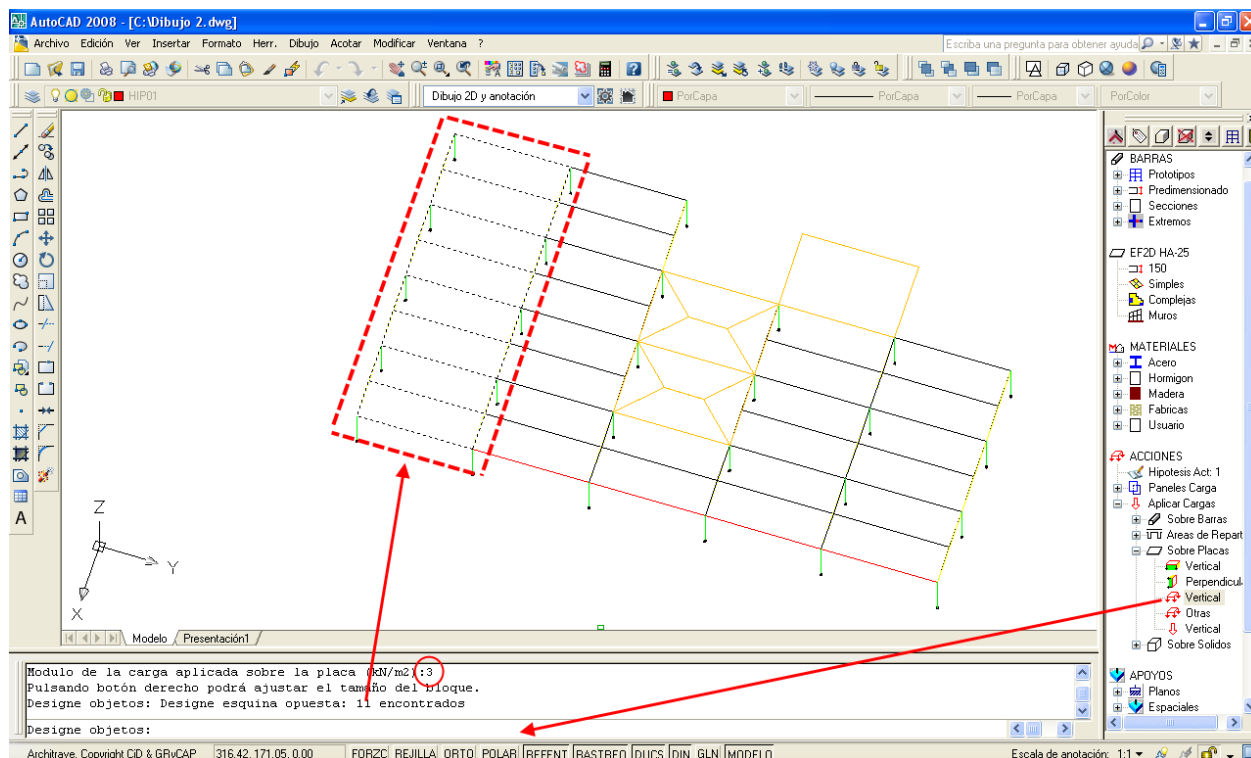 AutoCAD 2008 - [C:\Dibujo 2.dwg]
Archivo Edición Ver Insertar Formato Herr. Dibujo Acotar Modificar Ventana ?
Escriba una pregunta para obtener ayuda
HIP01
Dibujo 2D y anotación
PorCapa
PorCapa
PorCapa
PorColor
BARRAS
Prototipos
Predimensionado
Secciones
Extremos
EF2D HA-25
150
Simples
Complejas
Muros
MATERIALES
Acero
Hormigon
Madera
Fabricas
Usuario
ACCIONES
Hipotesis Act: 1
Paneles Carga
Aplicar Cargas
Sobre Barras
Areas de Repart
Sobre Placas
Vertical
Perpendicul
Vertical
Otras
Vertical
Sobre Solidos
APOYOS
Planos
Espaciales
Z
Y
X
A
Modelo Presentación1
Modulo de la carga aplicada sobre la placa (kN/m2):3
Pulsando botón derecho podrá ajustar el tamaño del bloque.
Designe objetos: Designe esquina opuesta: 11 encontrados
Designe objetos:
Architrave. Copyright CiD & GRyCAP 316.42, 171.05, 0.00 FORZC REJILLA ORTO POLAR REFENT RASTREO DUCS DIN GLN MODELO Escala de anotación: 1:1